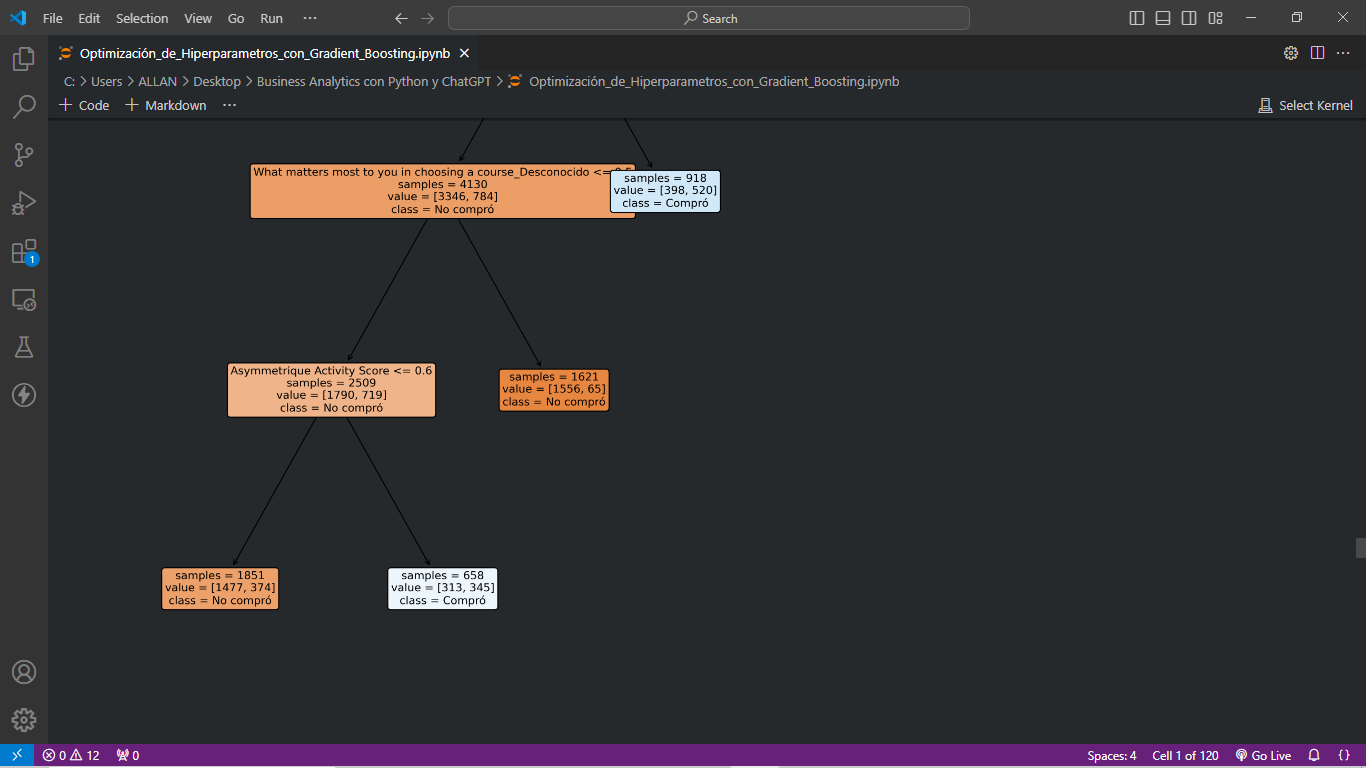 File Edit Selection View Go Run ···
Search
Optimización_de_Hiperparametros_con_Gradient_Boosting.ipynb
C: > Users > ALLAN > Desktop > Business Analytics con Python y ChatGPT > Optimización_de_Hiperparametros_con_Gradient_Boosting.ipynb
+ Code + Markdown ···
Select Kernel
What matters most to you in choosing a course_Desconocido <=
samples = 4130
value = [3346, 784]
class = No compró
samples = 918
value = [398, 520]
class = Compró
Asymmetrique Activity Score <= 0.6
samples = 2509
value = [1790, 719]
class = No compró
samples = 1621
value = [1556, 65]
class = No compró
samples = 1851
value = [1477, 374]
class = No compró
samples = 658
value = [313, 345]
class = Compró
1
0 12 0
Spaces: 4 Cell 1 of 120 Go Live {}